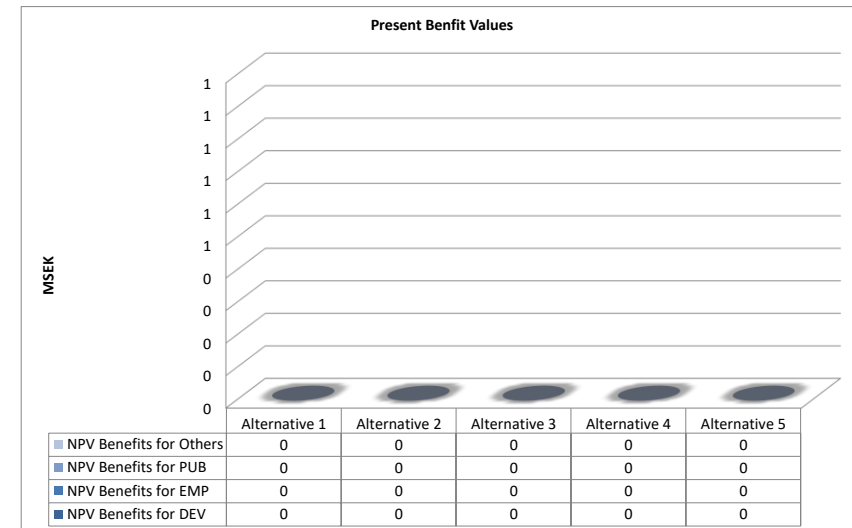 Present Benfit Values
MSEK
1
1
1
1
1
1
0
0
0
0
0
Alternative 1 Alternative 2 Alternative 3 Alternative 4 Alternative 5
NPV Benefits for Others 0 0 0 0 0
NPV Benefits for PUB 0 0 0 0 0
NPV Benefits for EMP 0 0 0 0 0
NPV Benefits for DEV 0 0 0 0 0